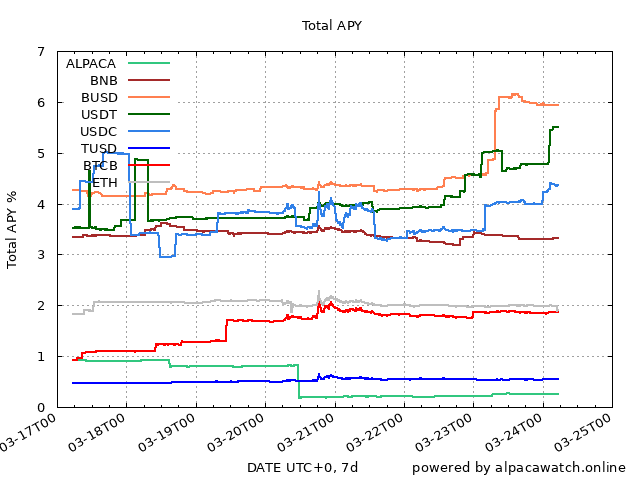 Total APY
Total APY %
7
6
5
4
3
2
1
0
ALPACA
BNB
BUSD
USDT
USDC
TUSD
BTCB
ETH
03-17T00
03-18T00
03-19T00
03-20T00
03-21T00
03-22T00
03-23T00
03-24T00
03-25T00
DATE UTC+0, 7d
powered by alpacawatch.online